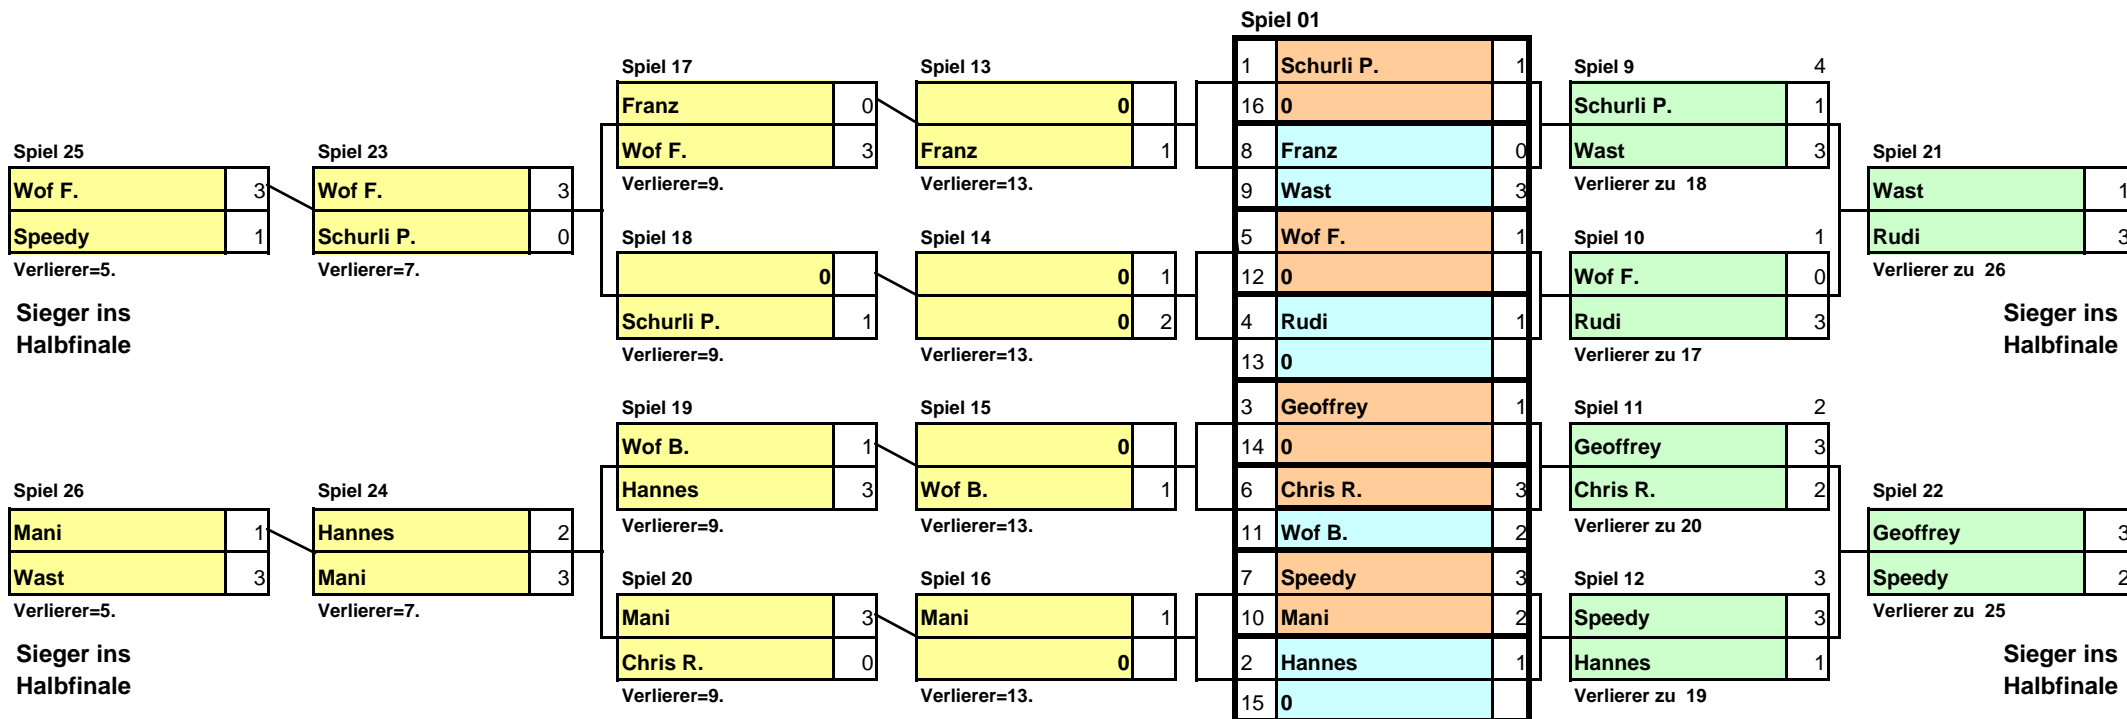 Spiel 01
Spiel 17 Spiel 13 1 Schurli P. 1 Spiel 9 4
Franz 0 0 16 0 Schurli P. 1
Spiel 25 Spiel 23 Wof F. 3 Franz 1 8 Franz 0 Wast 3 Spiel 21
Wof F. 3 Wof F. 3 Verlierer=9. Verlierer=13. 9 Wast 3 Verlierer zu 18 Wast 1
Speedy 1 Schurli P. 0 Spiel 18 Spiel 14 5 Wof F. 1 Spiel 10 1 Rudi 3
Verlierer=5. Verlierer=7. 0 0 1 12 0 Wof F. 0 Verlierer zu 26
Sieger ins Schurli P. 1 0 2 4 Rudi 1 Rudi 3 Sieger ins
Halbfinale Verlierer=9. Verlierer=13. 13 0 Verlierer zu 17 Halbfinale
Spiel 19 Spiel 15 3 Geoffrey 1 Spiel 11 2
Wof B. 1 0 14 0 Geoffrey 3
Spiel 26 Spiel 24 Hannes 3 Wof B. 1 6 Chris R. 3 Chris R. 2 Spiel 22
Mani 1 Hannes 2 Verlierer=9. Verlierer=13. 11 Wof B. 2 Verlierer zu 20 Geoffrey 3
Wast 3 Mani 3 Spiel 20 Spiel 16 7 Speedy 3 Spiel 12 3 Speedy 2
Verlierer=5. Verlierer=7. Mani 3 Mani 1 10 Mani 2 Speedy 3 Verlierer zu 25
Sieger ins Chris R. 0 0 2 Hannes 1 Hannes 1 Sieger ins
Halbfinale Verlierer=9. Verlierer=13. 15 0 Verlierer zu 19 Halbfinale